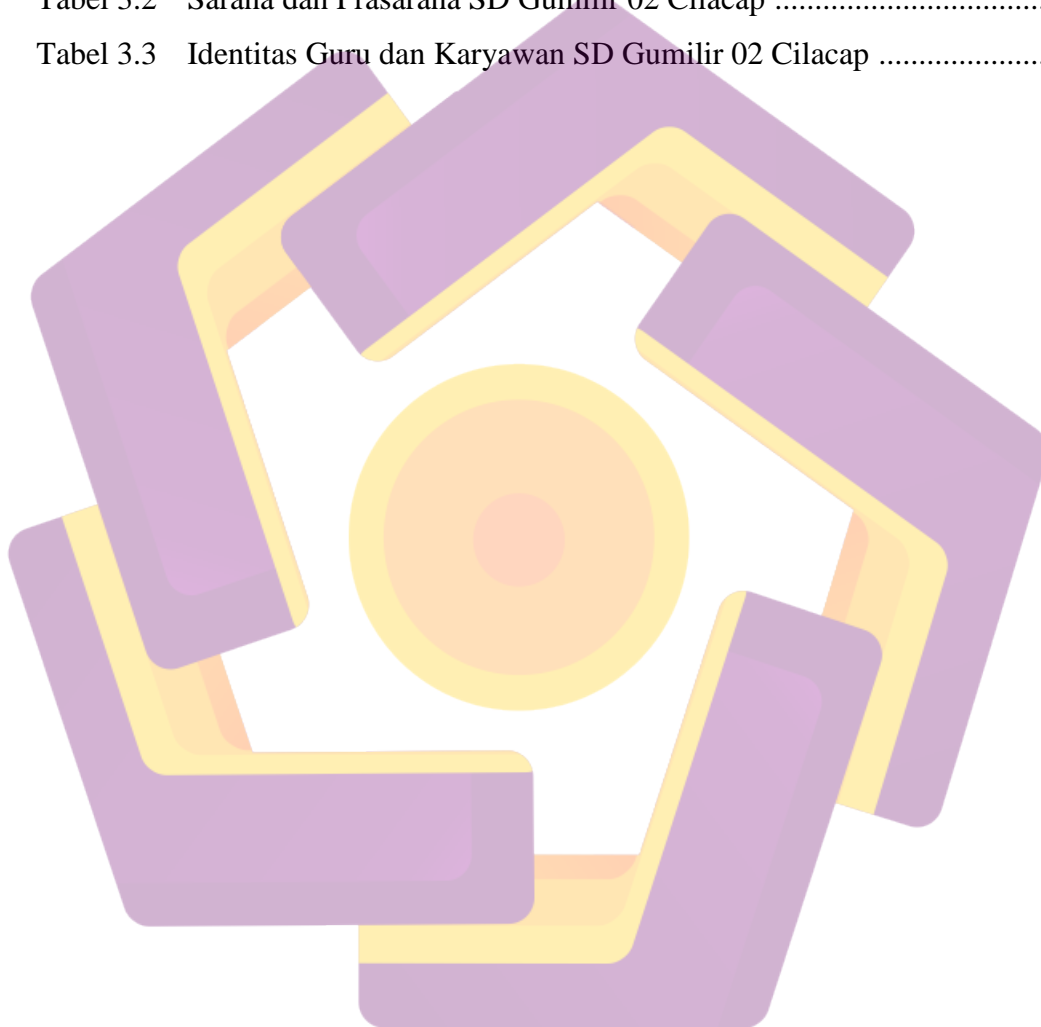 Tabel 3.2 Sarana dan Prasarana SD Gumilir 02 Cilacap ..................................
Tabel 3.3 Identitas Guru dan Karyawan SD Gumilir 02 Cilacap .....................